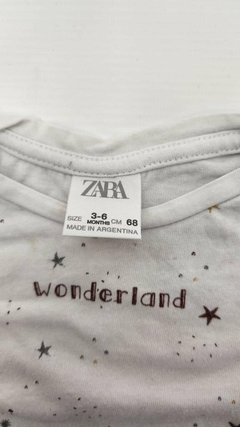 ZARA
SIZE 3-6 MONTHS CM 68
MADE IN ARGENTINA
wonderland